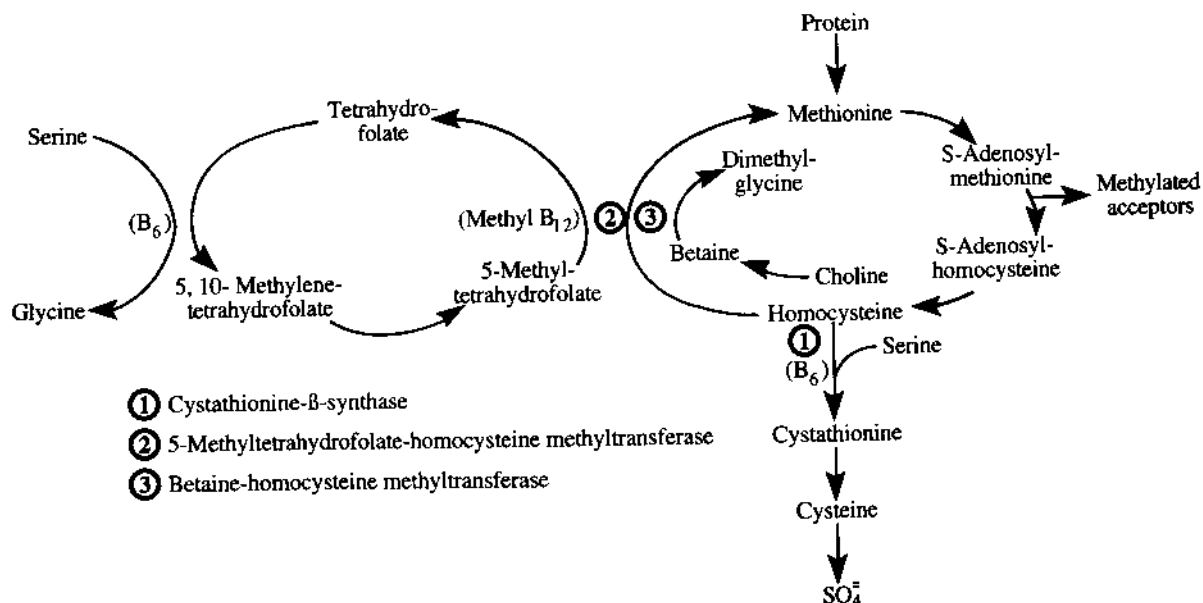 Protein
Methionine
Tetrahydro-
folate
Serine
Dimethyl-
glycine
S-Adenosyl-
methionine
Methylated
acceptors
(B6)
(Methyl B12)
2
3
Betaine
S-Adenosyl-
homocysteine
5, 10- Methylene-
tetrahydrofolate
5-Methyl-
tetrahydrofolate
Choline
Glycine
Homocysteine
1
Serine
(B6)
1 Cystathionine-ß-synthase
2 5-Methyltetrahydrofolate-homocysteine methyltransferase
3 Betaine-homocysteine methyltransferase
Cystathionine
Cysteine
SO4=